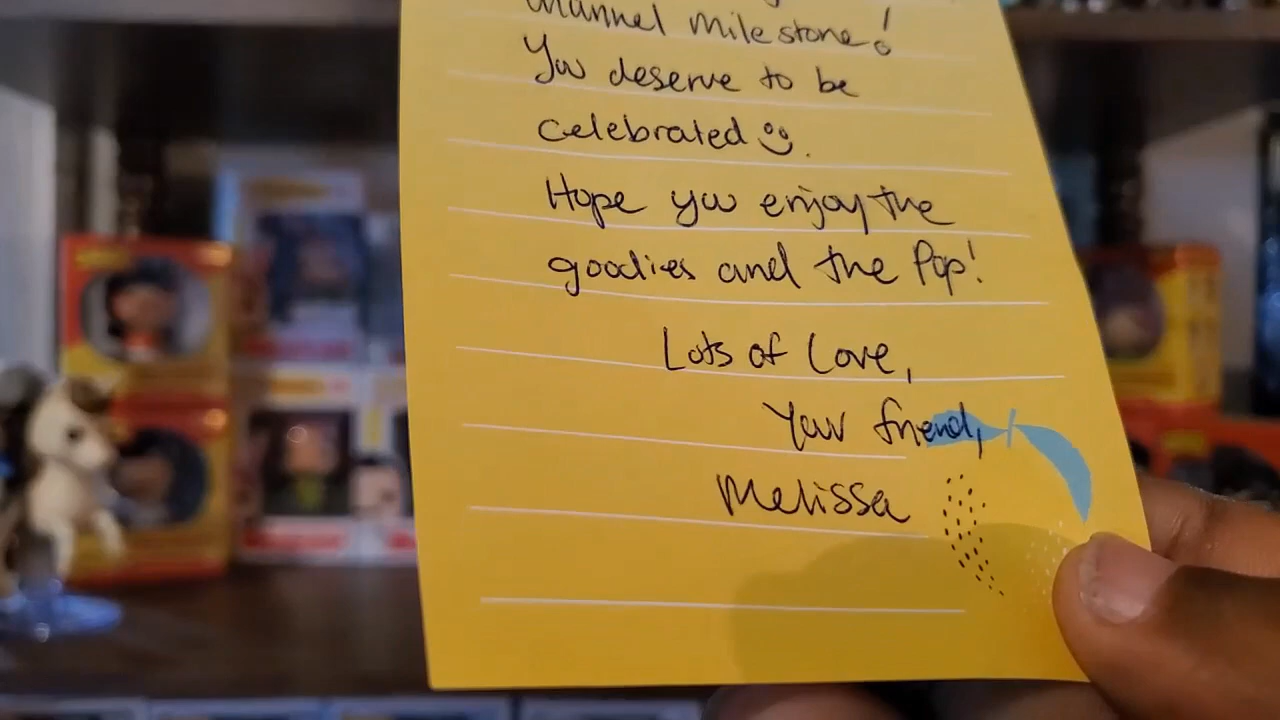 channel milestone!
You deserve to be
celebrated
Hope you enjoy the
goodies and the Pop!
Lots of Love,
Your friend,
Melissa